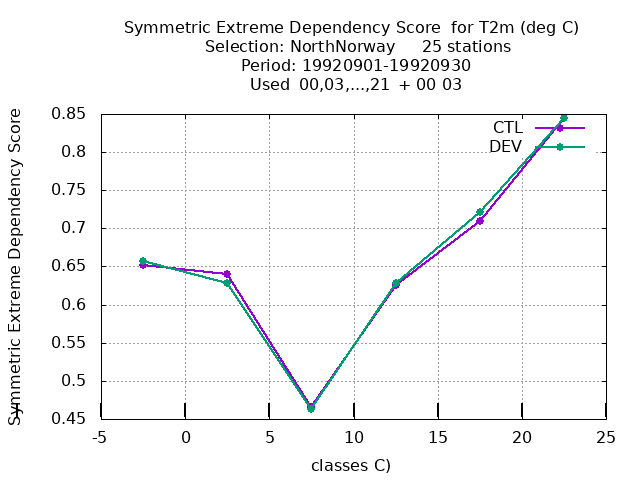 Symmetric Extreme Dependency Score for T2m (deg C)
Selection: NorthNorway 25 stations
Period: 19920901-19920930
Used 00,03,...,21 + 00 03
Symmetric Extreme Dependency Score
0.85
0.8
0.75
0.7
0.65
0.6
0.55
0.5
0.45
CTL
DEV
-5
0
5
10
15
20
25
classes C)